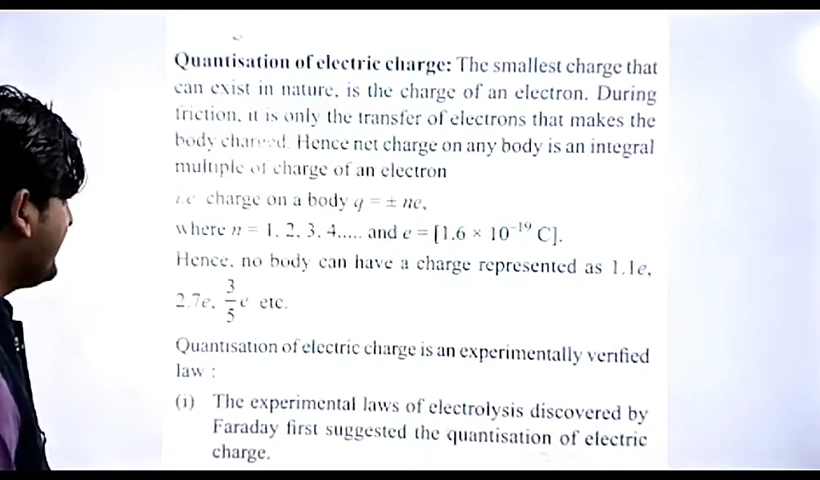 Quantisation of electric charge: The smallest charge that
can exist in nature, is the charge of an electron. During
friction, it is only the transfer of electrons that makes the
body charged. Hence net charge on any body is an integral
multiple of charge of an electron
i.e charge on a body q = ± ne,
where n = 1, 2, 3, 4..... and e = [1.6 × 10⁻¹⁹ C].
Hence, no body can have a charge represented as 1.1e,
2.7e, 3/5 e etc.
Quantisation of electric charge is an experimentally verified
law :
(i) The experimental laws of electrolysis discovered by
Faraday first suggested the quantisation of electric
charge.